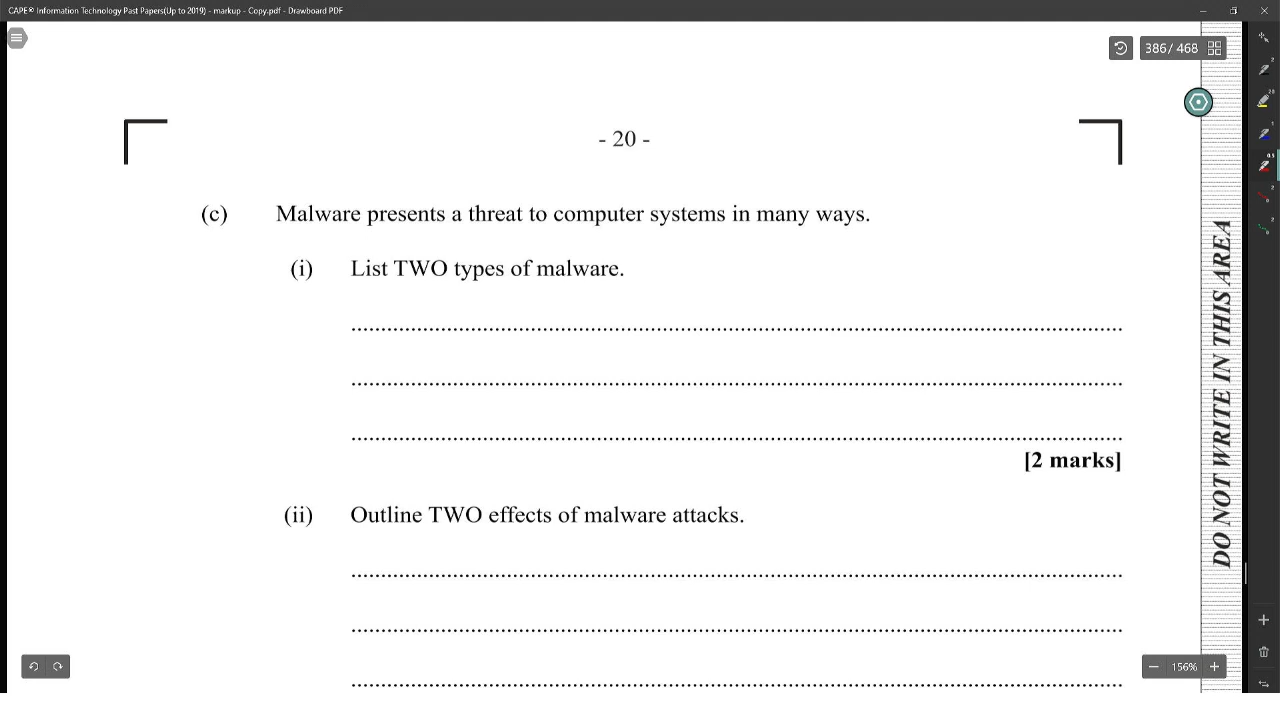 CAPE® Information Technology Past Papers(Up to 2019) - markup - Copy.pdf - Drawboard PDF
386 / 468
- 20 -
(c) Malware presents a threat to computer systems in many ways.
(i) List TWO types of malware.
[2 marks]
(ii) Outline TWO effects of malware attacks.
DO NOT WRITE IN THIS AREA
156%